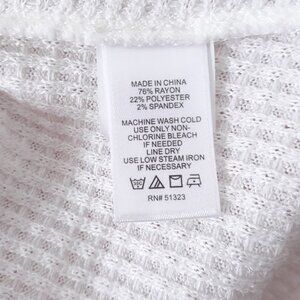 MADE IN CHINA
76% RAYON
22% POLYESTER
2% SPANDEX
MACHINE WASH COLD
USE ONLY NON-
CHLORINE BLEACH
IF NEEDED
LINE DRY
USE LOW STEAM IRON
IF NECESSARY
RN# 51323